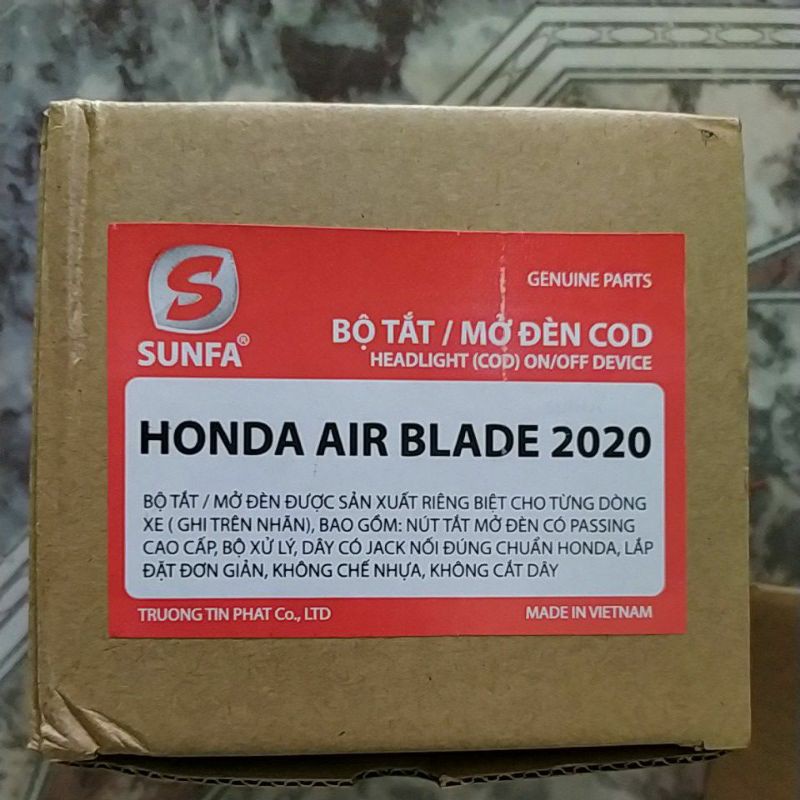 S
SUNFA®
GENUINE PARTS
BỘ TẮT / MỞ ĐÈN COD
HEADLIGHT (COD) ON/OFF DEVICE
HONDA AIR BLADE 2020
BỘ TẮT / MỞ ĐÈN ĐƯỢC SẢN XUẤT RIÊNG BIỆT CHO TỪNG DÒNG
XE ( GHI TRÊN NHÃN), BAO GỒM: NÚT TẮT MỞ ĐÈN CÓ PASSING
CAO CẤP, BỘ XỬ LÝ, DÂY CÓ JACK NỐI ĐÚNG CHUẨN HONDA, LẮP
ĐẶT ĐƠN GIẢN, KHÔNG CHẾ NHỰA, KHÔNG CẮT DÂY
TRUONG TIN PHAT Co., LTD
MADE IN VIETNAM